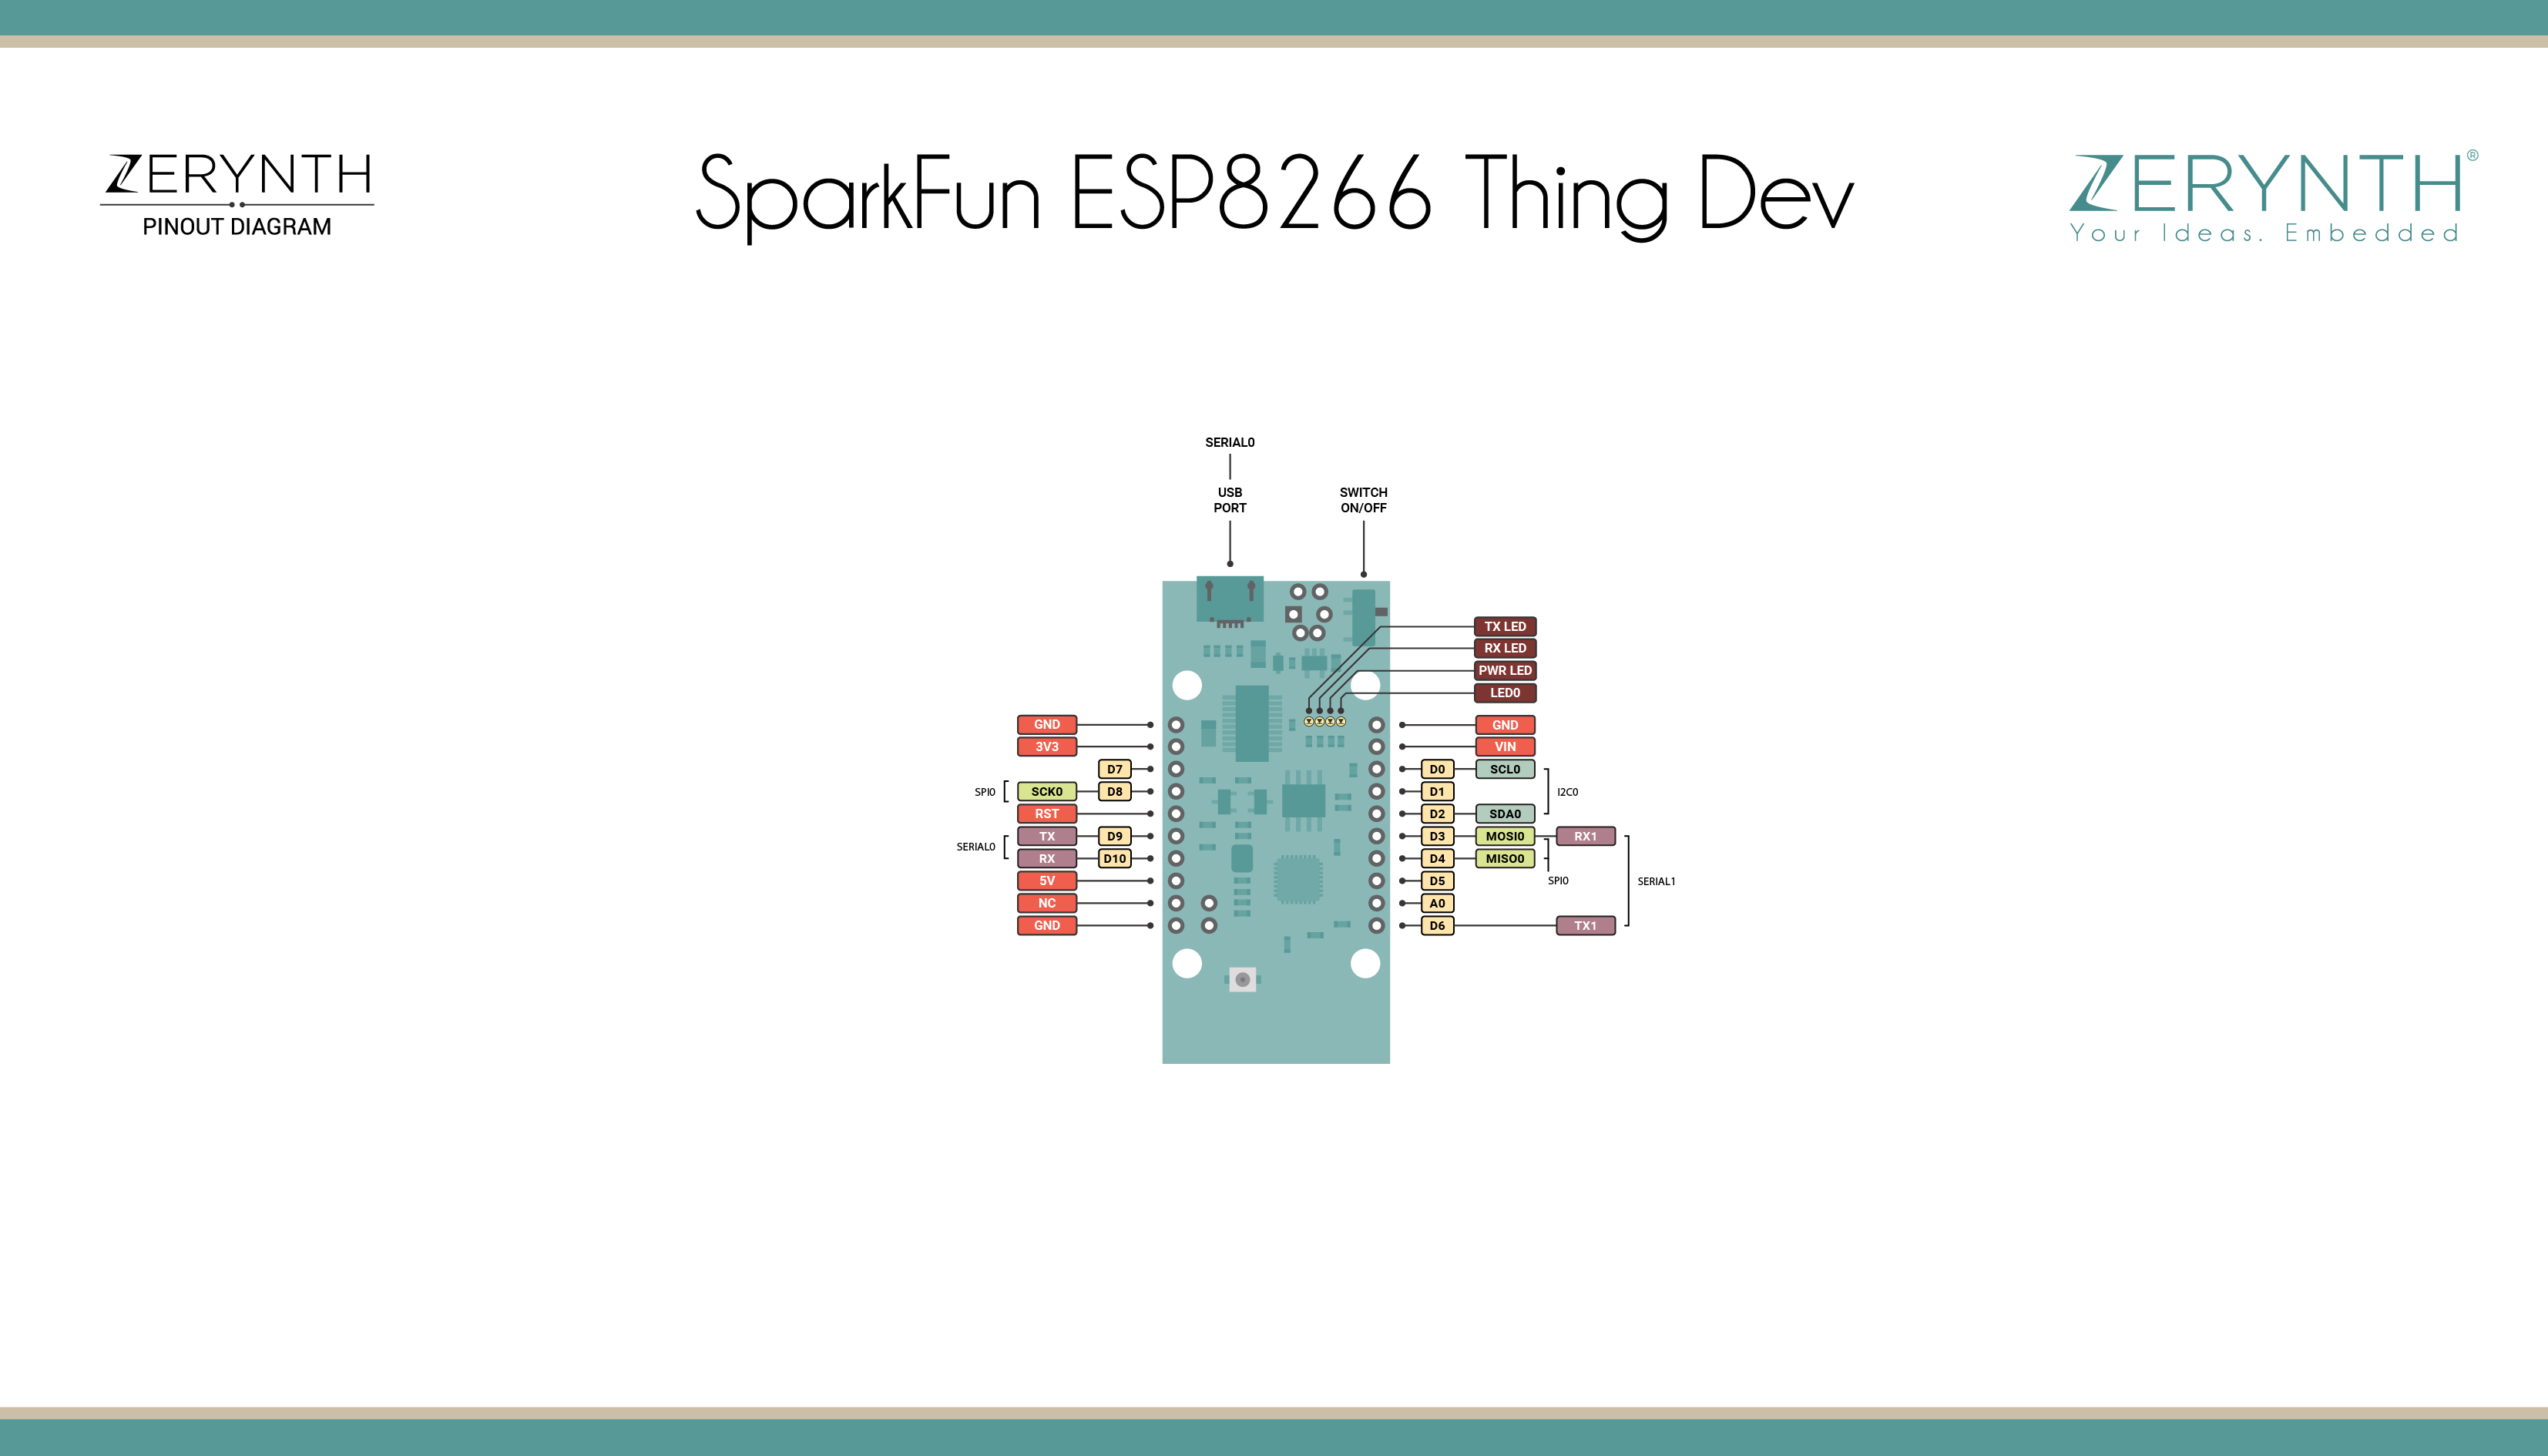 ZERYNTH
PINOUT DIAGRAM
SparkFun ESP8266 Thing Dev
ZERYNTH®
Your Ideas. Embedded
SERIAL0
USB
PORT
SWITCH
ON/OFF
TX LED
RX LED
PWR LED
LED0
GND
3V3
D7
SPI0 SCK0 D8
RST
SERIAL0
TX D9
RX D10
5V
NC
GND
GND
VIN
D0 SCL0
D1 I2C0
D2 SDA0
D3 MOSI0 RX1
D4 MISO0
D5 SPI0 SERIAL1
A0
D6 TX1